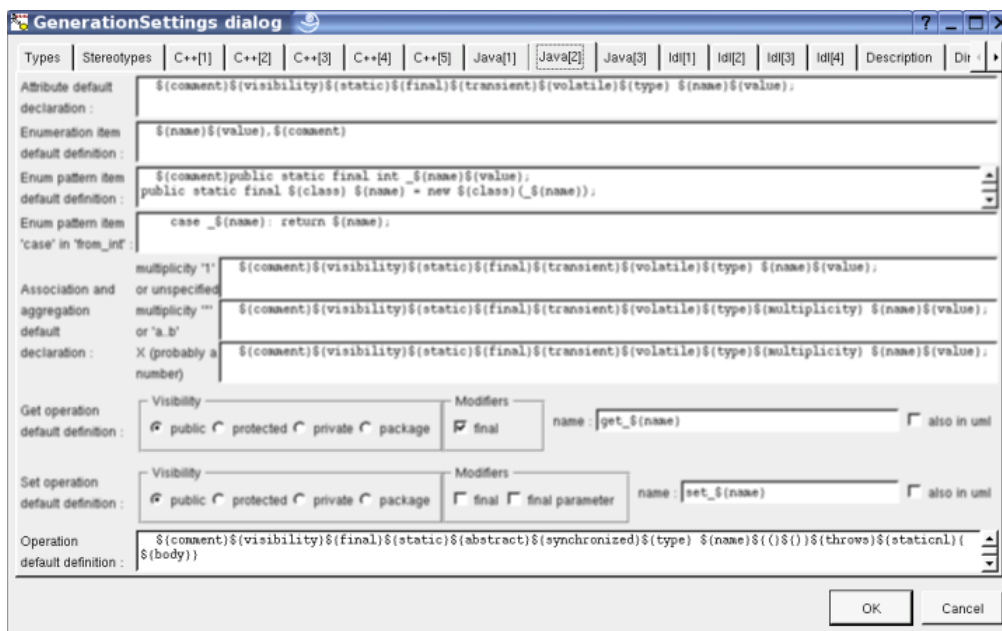 GenerationSettings dialog
Types Stereotypes C++[1] C++[2] C++[3] C++[4] C++[5] Java[1] Java[2] Java[3] Idl[1] Idl[2] Idl[3] Idl[4] Description Dir
Attribute default
declaration :
${comment}${visibility}${static}${final}${transient}${volatile}${type} ${name}${value};
Enumeration item
default definition :
${name}${value},${comment}
Enum pattern item
default definition :
${comment}public static final int _${name}${value};
public static final ${class} ${name} = new ${class}(_${name});
Enum pattern item
'case' in 'from_int' :
case _${name}: return ${name};
Association and
aggregation
default
declaration :
multiplicity '1'
or unspecified
${comment}${visibility}${static}${final}${transient}${volatile}${type} ${name}${value};
multiplicity '*'
or 'a..b'
${comment}${visibility}${static}${final}${transient}${volatile}${type}${multiplicity} ${name}${value};
X (probably a
number)
${comment}${visibility}${static}${final}${transient}${volatile}${type}${multiplicity} ${name}${value};
Get operation
default definition :
Visibility
public protected private package
Modifiers
final
name : get_${name}
also in uml
Set operation
default definition :
Visibility
public protected private package
Modifiers
final final parameter
name : set_${name}
also in uml
Operation
default definition :
${comment}${visibility}${final}${static}${abstract}${synchronized}${type} ${name}${(}${)}${throws}${staticnl}{
${body}}
OK Cancel